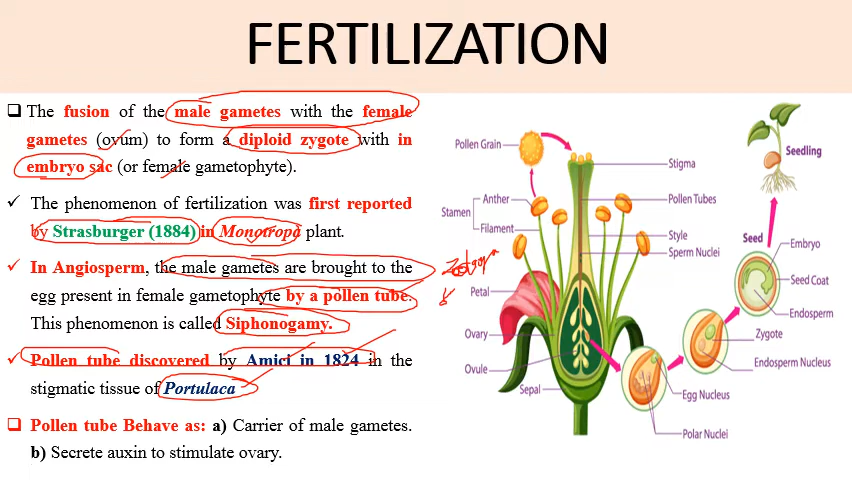 FERTILIZATION
The fusion of the male gametes with the female
gametes (ovum) to form a diploid zygote with in
embryo sac (or female gametophyte).
The phenomenon of fertilization was first reported
by Strasburger (1884) in Monotropa plant.
In Angiosperm, the male gametes are brought to the
egg present in female gametophyte by a pollen tube.
This phenomenon is called Siphonogamy.
Pollen tube discovered by Amici in 1824 in the
stigmatic tissue of Portulaca
Pollen tube Behave as: a) Carrier of male gametes.
b) Secrete auxin to stimulate ovary.
Pollen Grain
Stigma
Anther
Stamen
Filament
Pollen Tubes
Style
Sperm Nuclei
Petal
Ovary
Ovule
Sepal
Egg Nucleus
Polar Nuclei
Seedling
Seed
Embryo
Seed Coat
Endosperm
Zygote
Endosperm Nucleus